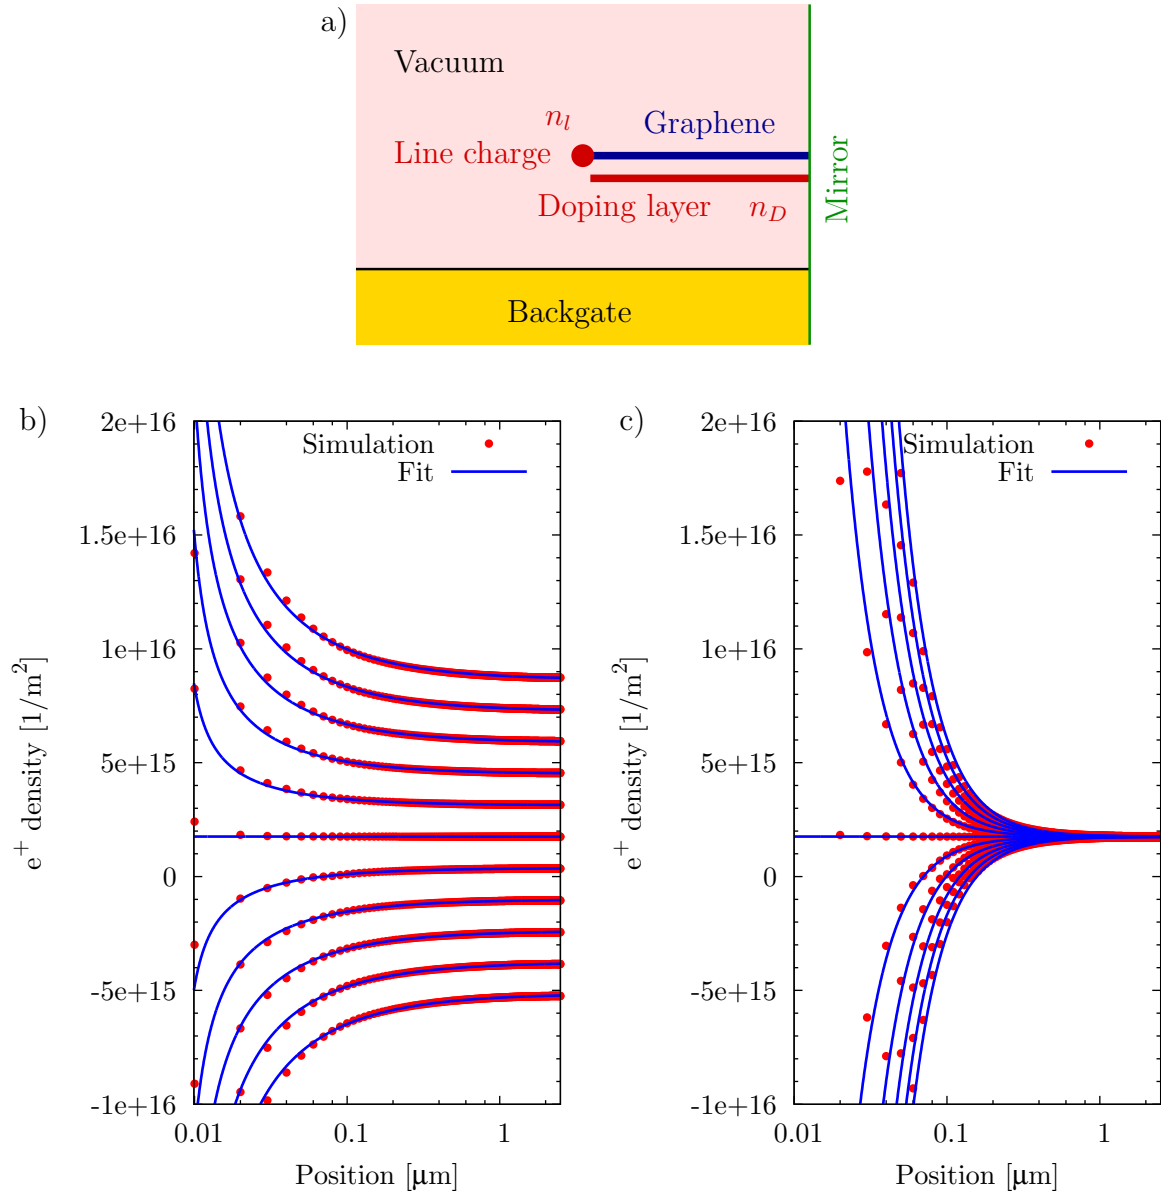 a)
Vacuum
n_l
Graphene
Line charge
Doping layer n_D
Mirror
Backgate
b)
e⁺ density [1/m²]
2e+16
1.5e+16
1e+16
5e+15
0
-5e+15
-1e+16
Simulation
Fit
0.01 0.1 1
Position [µm]
c)
e⁺ density [1/m²]
2e+16
1.5e+16
1e+16
5e+15
0
-5e+15
-1e+16
Simulation
Fit
0.01 0.1 1
Position [µm]